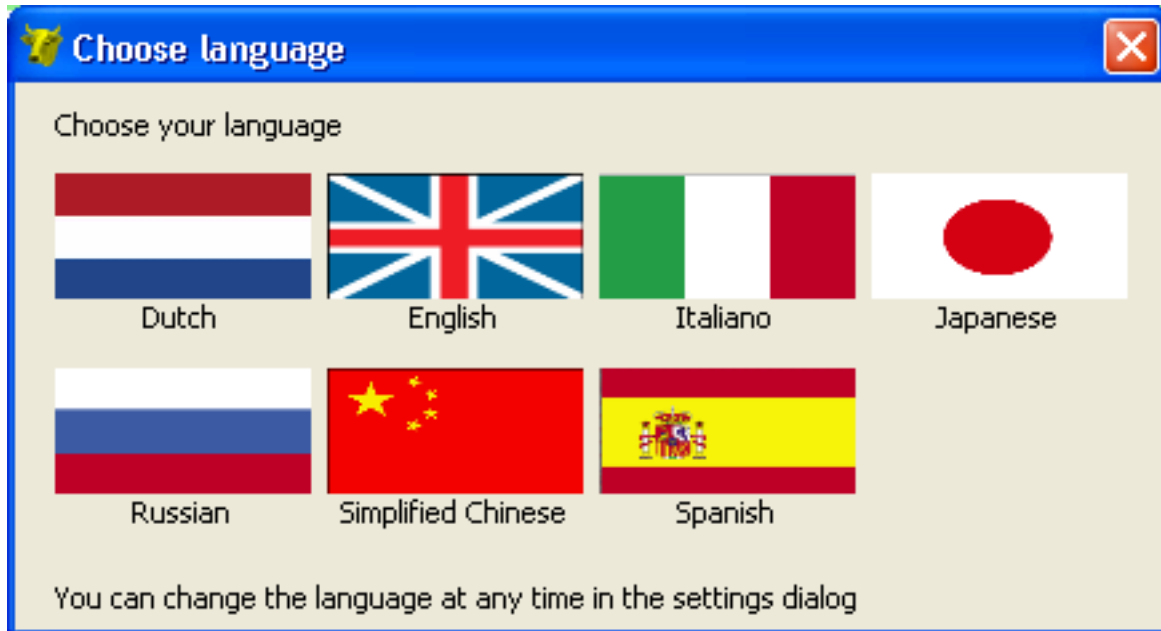 Choose language
Choose your language
Dutch English Italiano Japanese
Russian Simplified Chinese Spanish
You can change the language at any time in the settings dialog